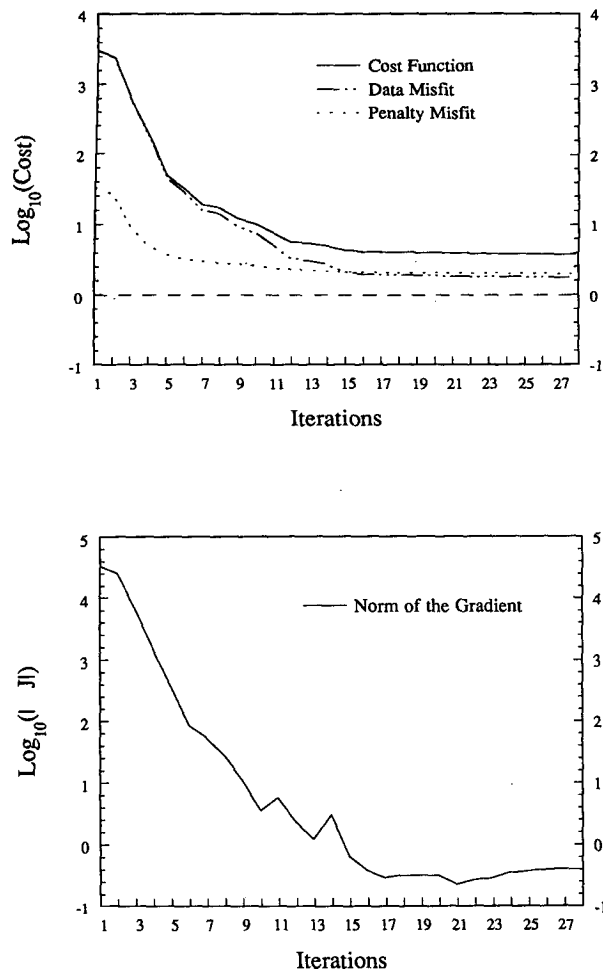 4
4
Cost Function
Data Misfit
Penalty Misfit
3
3
2
2
1
1
0
0
-1
-1
Log10(Cost)
1 3 5 7 9 11 13 15 17 19 21 23 25 27
Iterations
5
5
Norm of the Gradient
4
4
3
3
2
2
1
1
0
0
-1
-1
Log10(| J|)
1 3 5 7 9 11 13 15 17 19 21 23 25 27
Iterations